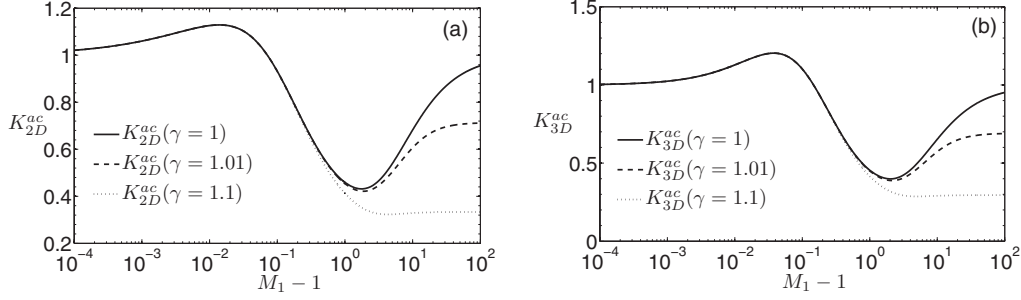 (a)
1.2
1
0.8
0.6
0.4
0.2
K_{2D}^{ac}
K_{2D}^{ac}(γ = 1)
K_{2D}^{ac}(γ = 1.01)
K_{2D}^{ac}(γ = 1.1)
10^{-4} 10^{-3} 10^{-2} 10^{-1} 10^{0} 10^{1} 10^{2}
M_1 − 1
(b)
1.5
1
0.5
0
K_{3D}^{ac}
K_{3D}^{ac}(γ = 1)
K_{3D}^{ac}(γ = 1.01)
K_{3D}^{ac}(γ = 1.1)
10^{-4} 10^{-3} 10^{-2} 10^{-1} 10^{0} 10^{1} 10^{2}
M_1 − 1